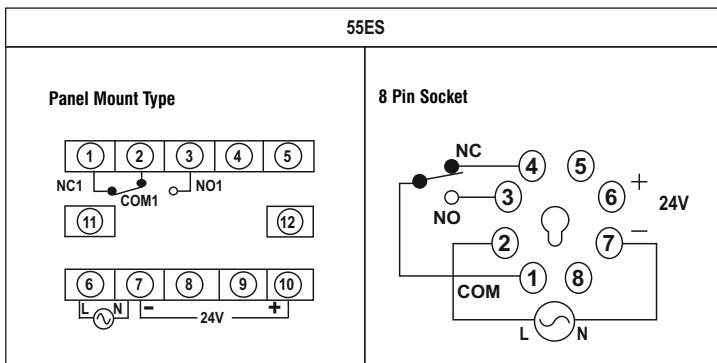 55ES
Panel Mount Type
1 2 3 4 5
NC1 COM1 NO1
11 12
6 7 8 9 10
L N − 24V +
8 Pin Socket
NC 4 5
NO 3 6 + 24V
2 7 −
COM 1 8
L N